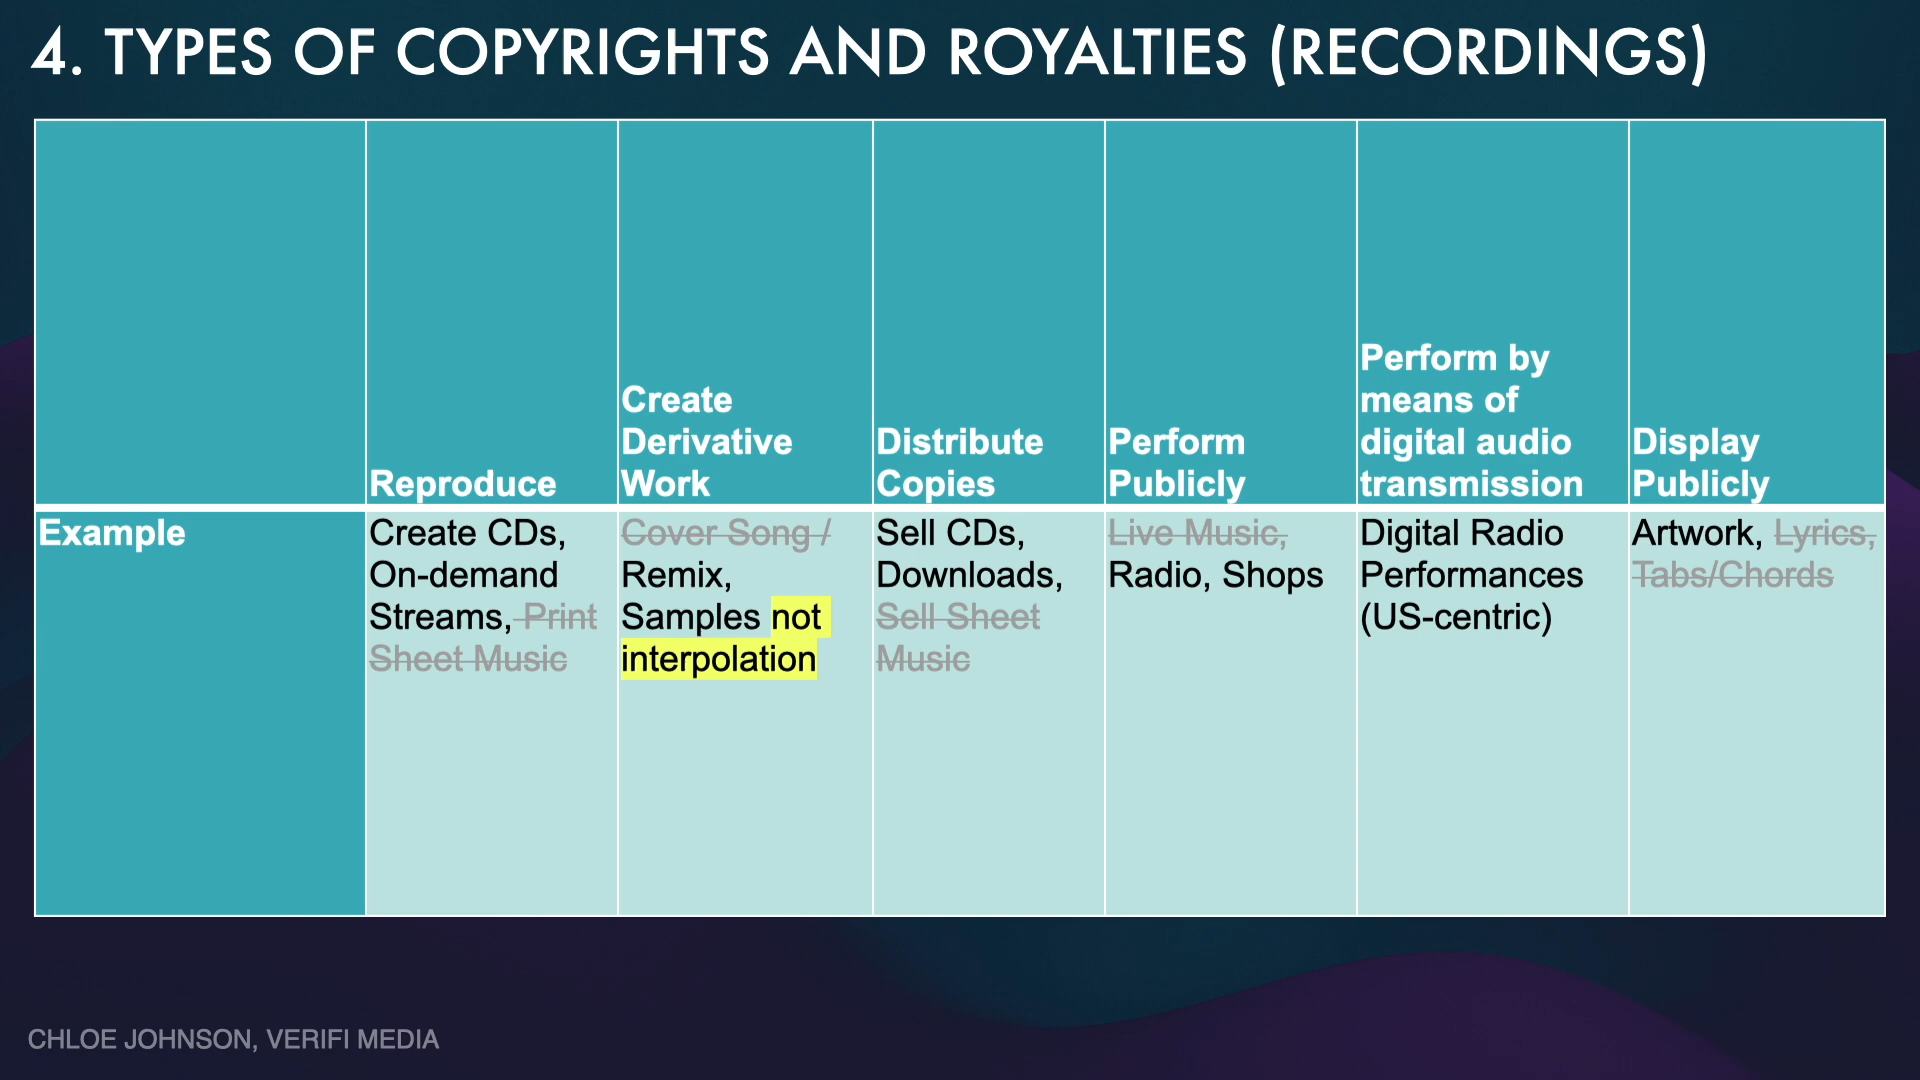 4. TYPES OF COPYRIGHTS AND ROYALTIES (RECORDINGS)
Reproduce
Create
Derivative
Work
Distribute
Copies
Perform
Publicly
Perform by
means of
digital audio
transmission
Display
Publicly
Example
Create CDs,
On-demand
Streams, Print
Sheet Music
Cover Song /
Remix,
Samples not
interpolation
Sell CDs,
Downloads,
Sell Sheet
Music
Live Music,
Radio, Shops
Digital Radio
Performances
(US-centric)
Artwork, Lyrics,
Tabs/Chords
CHLOE JOHNSON, VERIFI MEDIA